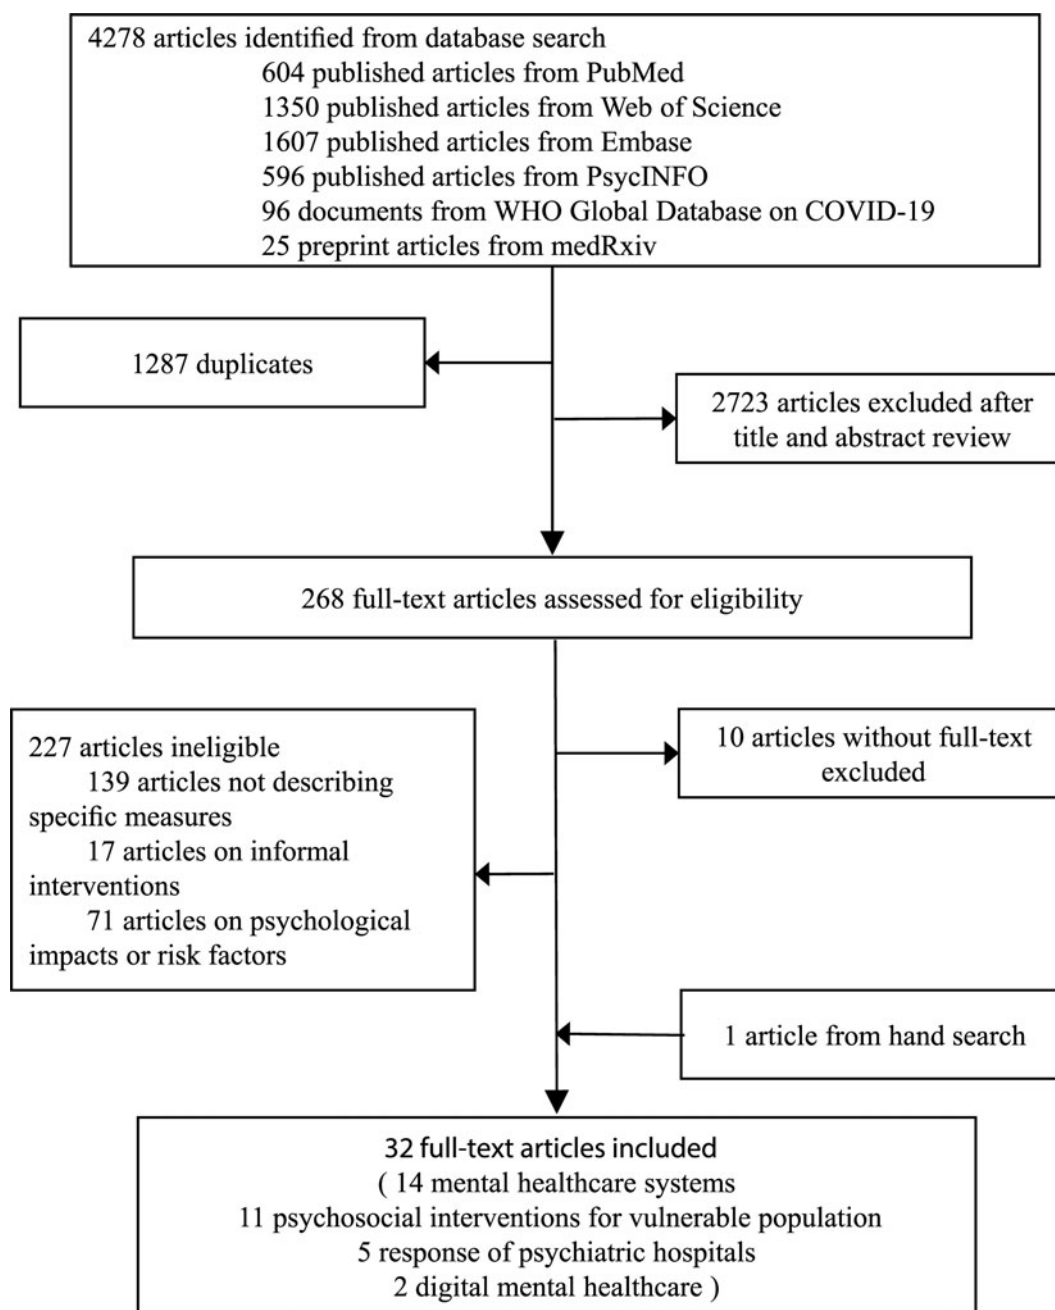 4278 articles identified from database search
604 published articles from PubMed
1350 published articles from Web of Science
1607 published articles from Embase
596 published articles from PsycINFO
96 documents from WHO Global Database on COVID-19
25 preprint articles from medRxiv
1287 duplicates
2723 articles excluded after
title and abstract review
268 full-text articles assessed for eligibility
10 articles without full-text
excluded
227 articles ineligible
139 articles not describing
specific measures
17 articles on informal
interventions
71 articles on psychological
impacts or risk factors
1 article from hand search
32 full-text articles included
( 14 mental healthcare systems
11 psychosocial interventions for vulnerable population
5 response of psychiatric hospitals
2 digital mental healthcare )